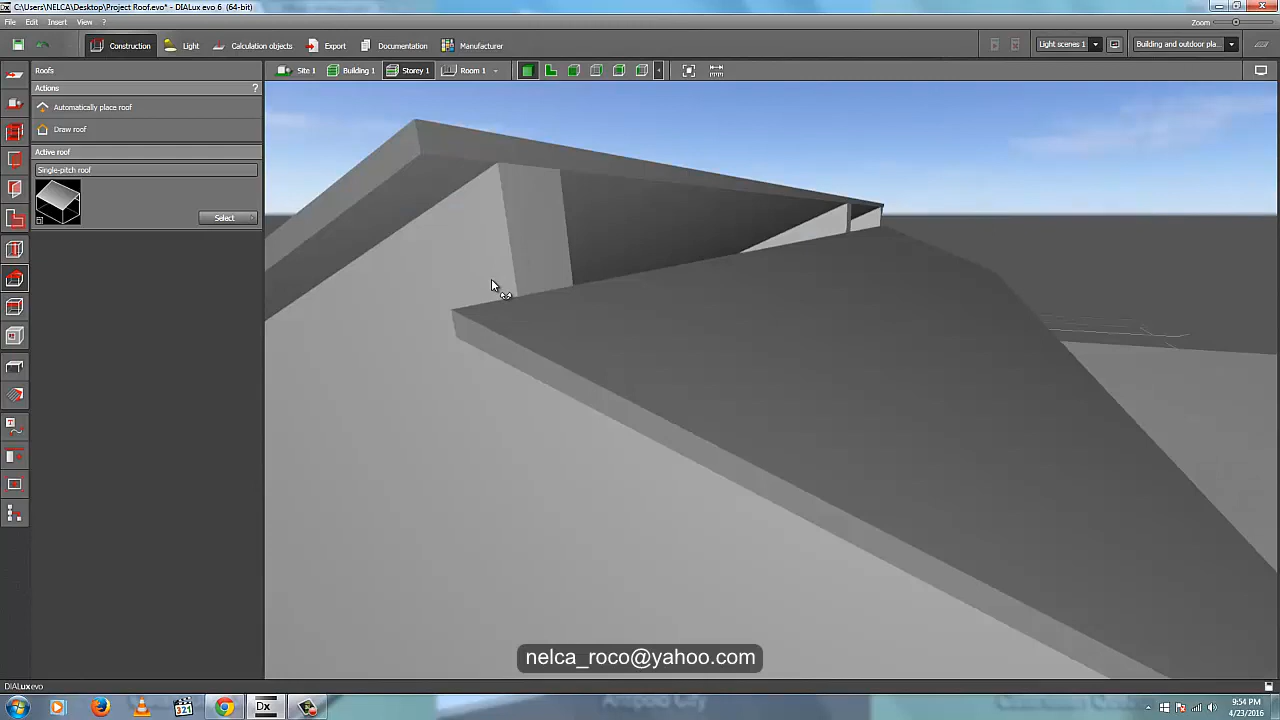 C:\Users\NELCA\Desktop\Project Roof.evo* - DIALux evo 6 (64-bit)
File Edit Insert View ? Zoom
Construction Light Calculation objects Export Documentation Manufacturer Light scenes 1 Building and outdoor pla...
Roofs Site 1 Building 1 Storey 1 Room 1
Actions ?
Automatically place roof
Draw roof
Active roof
Single-pitch roof
Select
nelca_roco@yahoo.com
DIALux evo
Dx
9:54 PM
4/23/2016